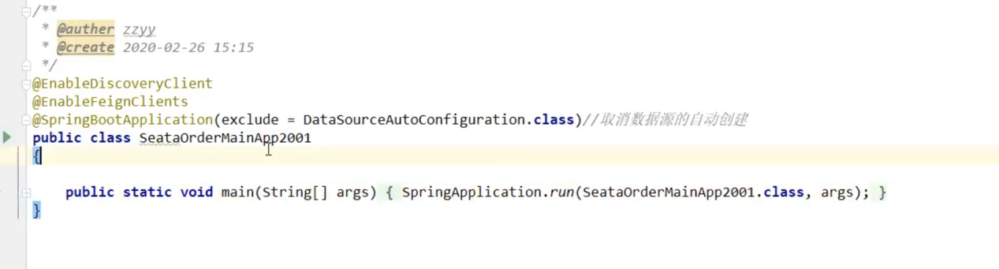 /**
 * @auther zzyy
 * @create 2020-02-26 15:15
 */
@EnableDiscoveryClient
@EnableFeignClients
@SpringBootApplication(exclude = DataSourceAutoConfiguration.class)//取消数据源的自动创建
public class SeataOrderMainApp2001
{
    public static void main(String[] args) { SpringApplication.run(SeataOrderMainApp2001.class, args); }
}